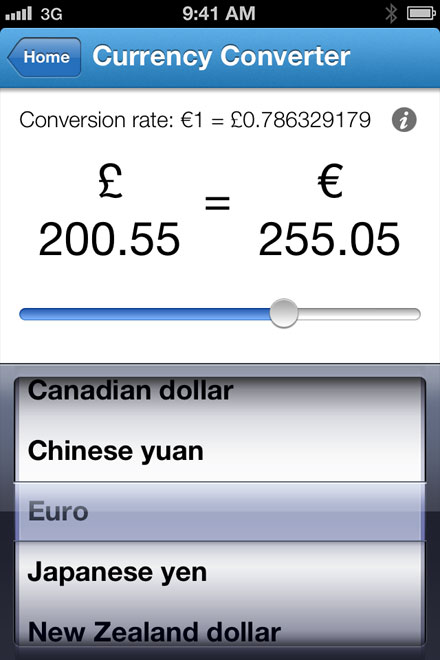 3G 9:41 AM
Home Currency Converter
Conversion rate: €1 = £0.786329179 i
£ = €
200.55 255.05
Canadian dollar
Chinese yuan
Euro
Japanese yen
New Zealand dollar